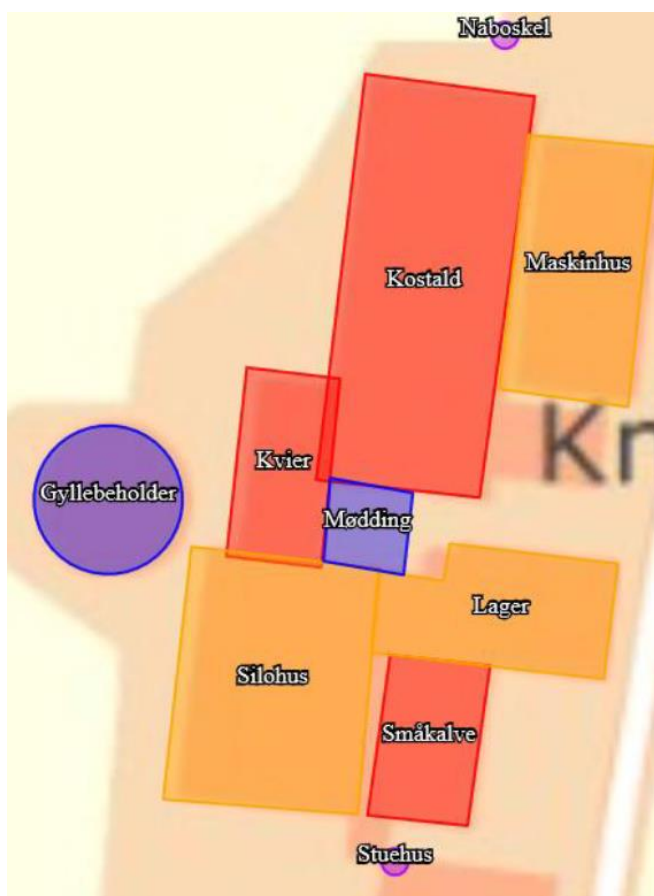 Naboskel
Maskinhus
Kostald
Kvier
Gyllebeholder
Mødding
Lager
Silohus
Småkalve
Stuehus